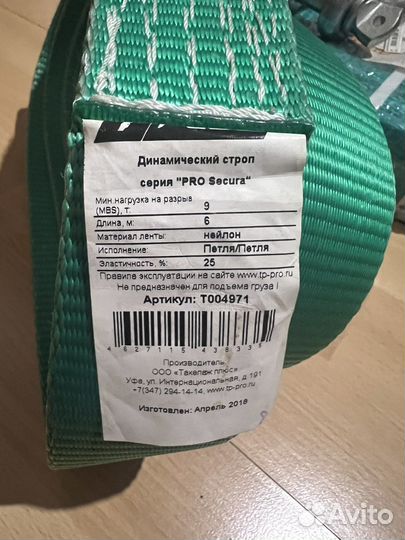 Динамический строп
серия "PRO Secura"
Мин.нагрузка на разрыв (MBS), т. 9
Длина, м: 6
Материал ленты: нейлон
Исполнение: Петля/Петля
Эластичность, %: 25
Правила эксплуатации на сайте www.tp-pro.ru
Не предназначен для подъема груза !
Артикул: T004971
Производитель:
ООО «Такелаж плюс»
Уфа, ул. Интернациональная, д.191
+7(347) 294-14-14, www.tp-pro.ru
Изготовлен: Апрель 2018
Avito